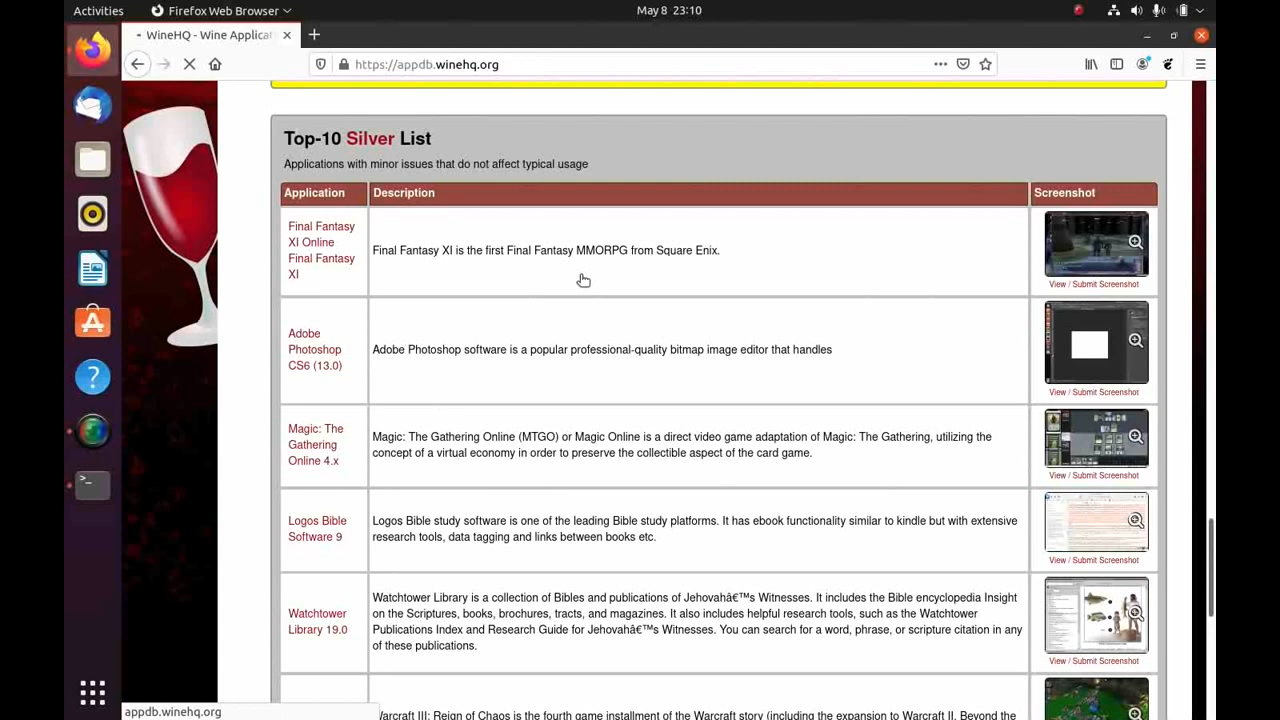 Activities
Firefox Web Browser
May 8 23:10
WineHQ - Wine Applicat
https://appdb.winehq.org
Top-10 Silver List
Applications with minor issues that do not affect typical usage
Application
Description
Screenshot
Final Fantasy
XI Online
Final Fantasy
XI
Final Fantasy XI is the first Final Fantasy MMORPG from Square Enix.
View / Submit Screenshot
Adobe
Photoshop
CS6 (13.0)
Adobe Photoshop software is a popular professional-quality bitmap image editor that handles
View / Submit Screenshot
Magic: The
Gathering
Online 4.x
Magic: The Gathering Online (MTGO) or Magic Online is a direct video game adaptation of Magic: The Gathering, utilizing the
concept of a virtual economy in order to preserve the collectible aspect of the card game.
View / Submit Screenshot
Logos Bible
Software 9
Logos Bible study software is one of the leading Bible study platforms. It has ebook functionality similar to kindle but with extensive
research tools, data tagging and links between books etc.
View / Submit Screenshot
Watchtower
Library 19.0
Watchtower Library is a collection of Bibles and publications of Jehovahâ€™s Witnesses. It includes the Bible encyclopedia Insight
on the Scriptures, books, brochures, tracts, and magazines. It also includes helpful research tools, such as the Watchtower
Publications Index and Research Guide for Jehovahâ€™s Witnesses. You can search for a word, phrase, or scripture citation in any
of these publications.
View / Submit Screenshot
Warcraft III: Reign of Chaos is the fourth game installment of the Warcraft story (including the expansion to Warcraft II, Beyond the
appdb.winehq.org